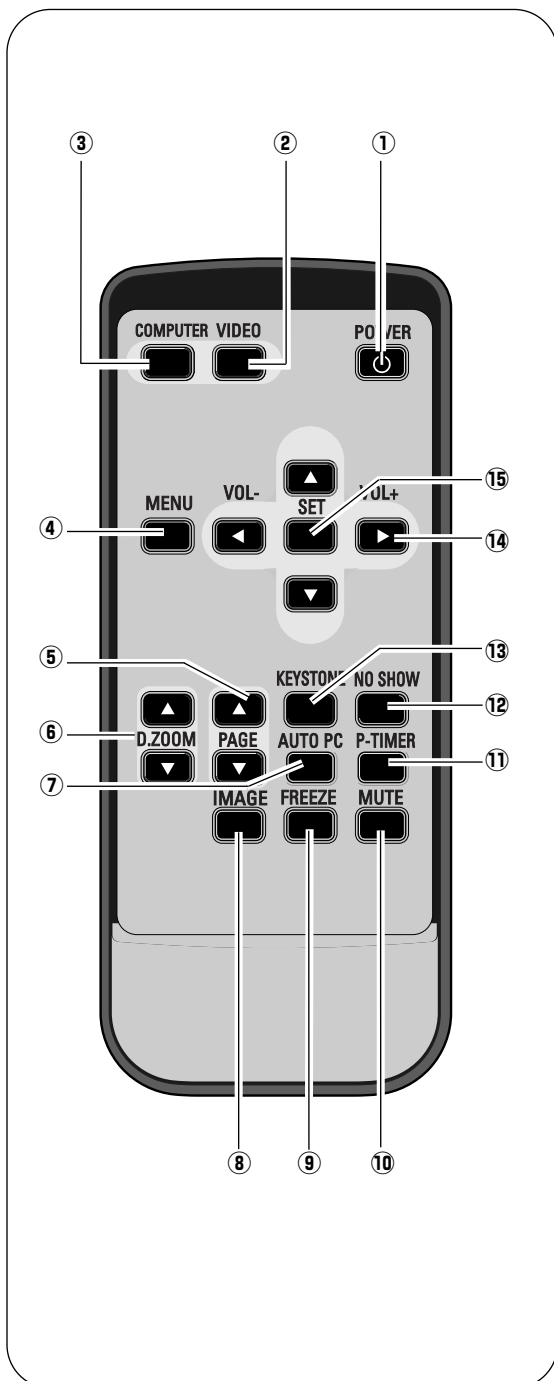 ③ ② ①
COMPUTER VIDEO POWER
⑮
VOL- SET VOL+
MENU
④ ⑭
⑤ ⑬
KEYSTONE NO SHOW
⑫
⑥ D.ZOOM PAGE AUTO PC P-TIMER
⑦ ⑪
IMAGE FREEZE MUTE
⑧ ⑨ ⑩